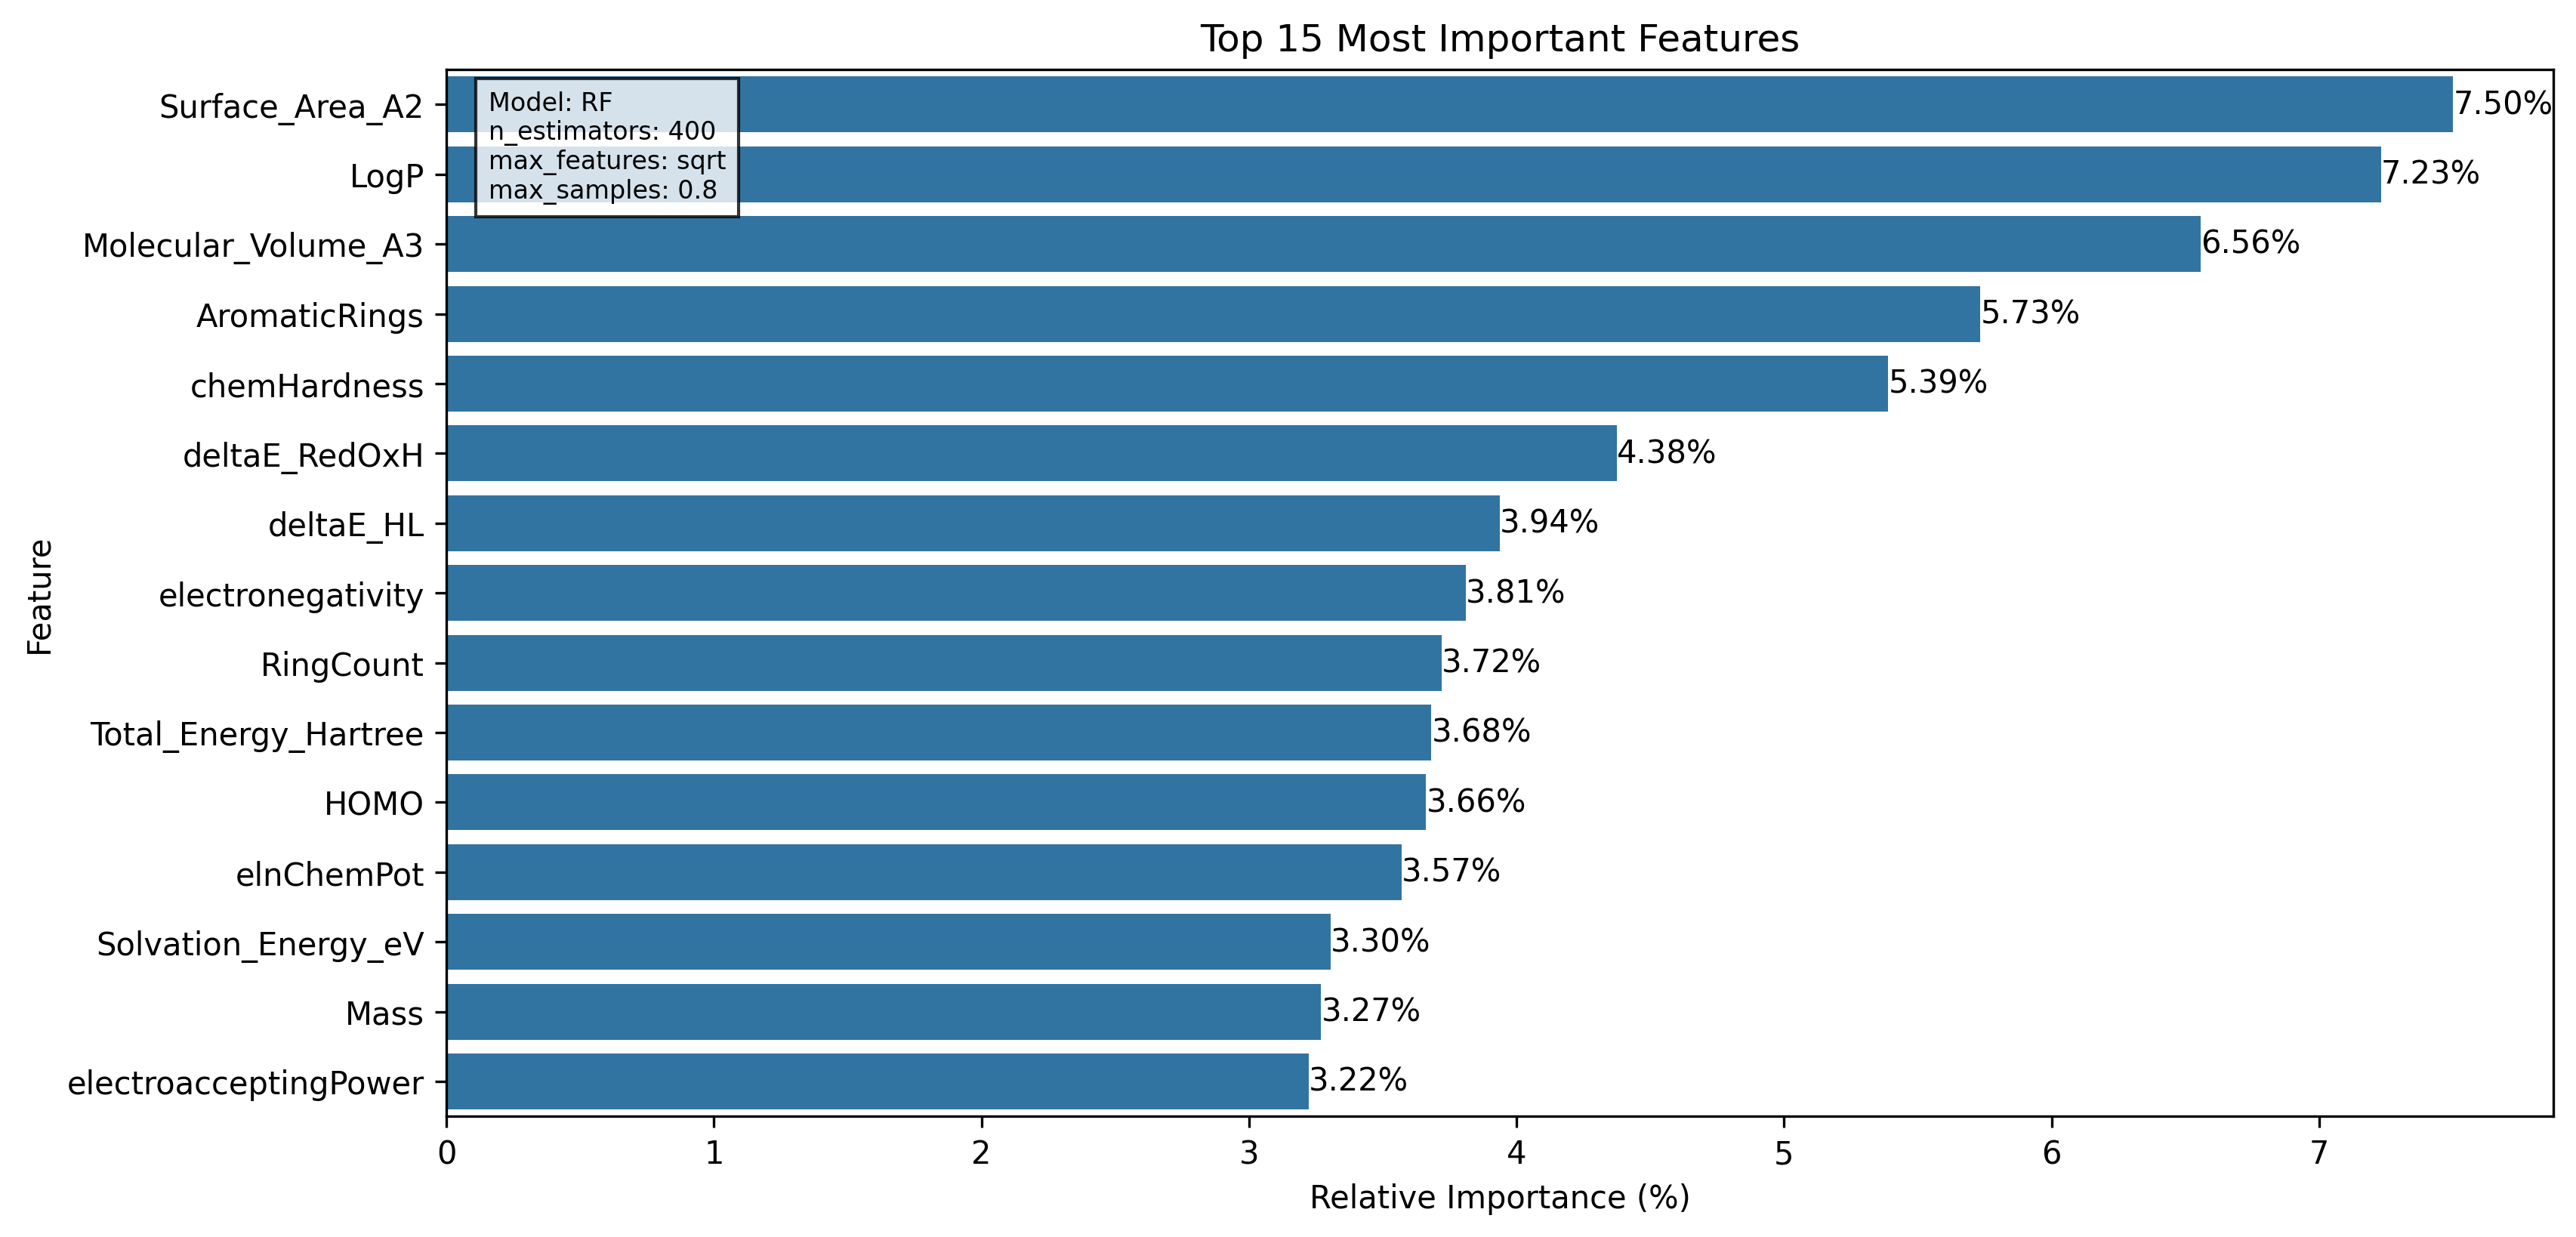 Top 15 Most Important Features
Model: RF
n_estimators: 400
max_features: sqrt
max_samples: 0.8
Surface_Area_A2 7.50%
LogP 7.23%
Molecular_Volume_A3 6.56%
AromaticRings 5.73%
chemHardness 5.39%
deltaE_RedOxH 4.38%
deltaE_HL 3.94%
electronegativity 3.81%
RingCount 3.72%
Total_Energy_Hartree 3.68%
HOMO 3.66%
elnChemPot 3.57%
Solvation_Energy_eV 3.30%
Mass 3.27%
electroacceptingPower 3.22%
Feature
0 1 2 3 4 5 6 7
Relative Importance (%)